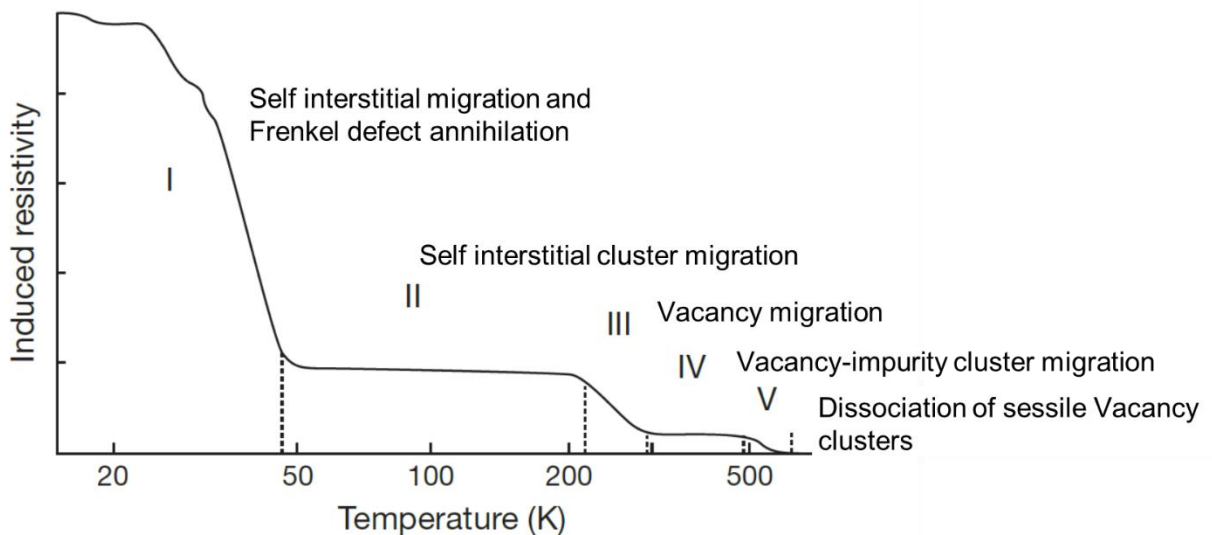 Induced resistivity
Self interstitial migration and
Frenkel defect annihilation
I
Self interstitial cluster migration
II
III
Vacancy migration
IV
Vacancy-impurity cluster migration
V
Dissociation of sessile Vacancy
clusters
20 50 100 200 500
Temperature (K)